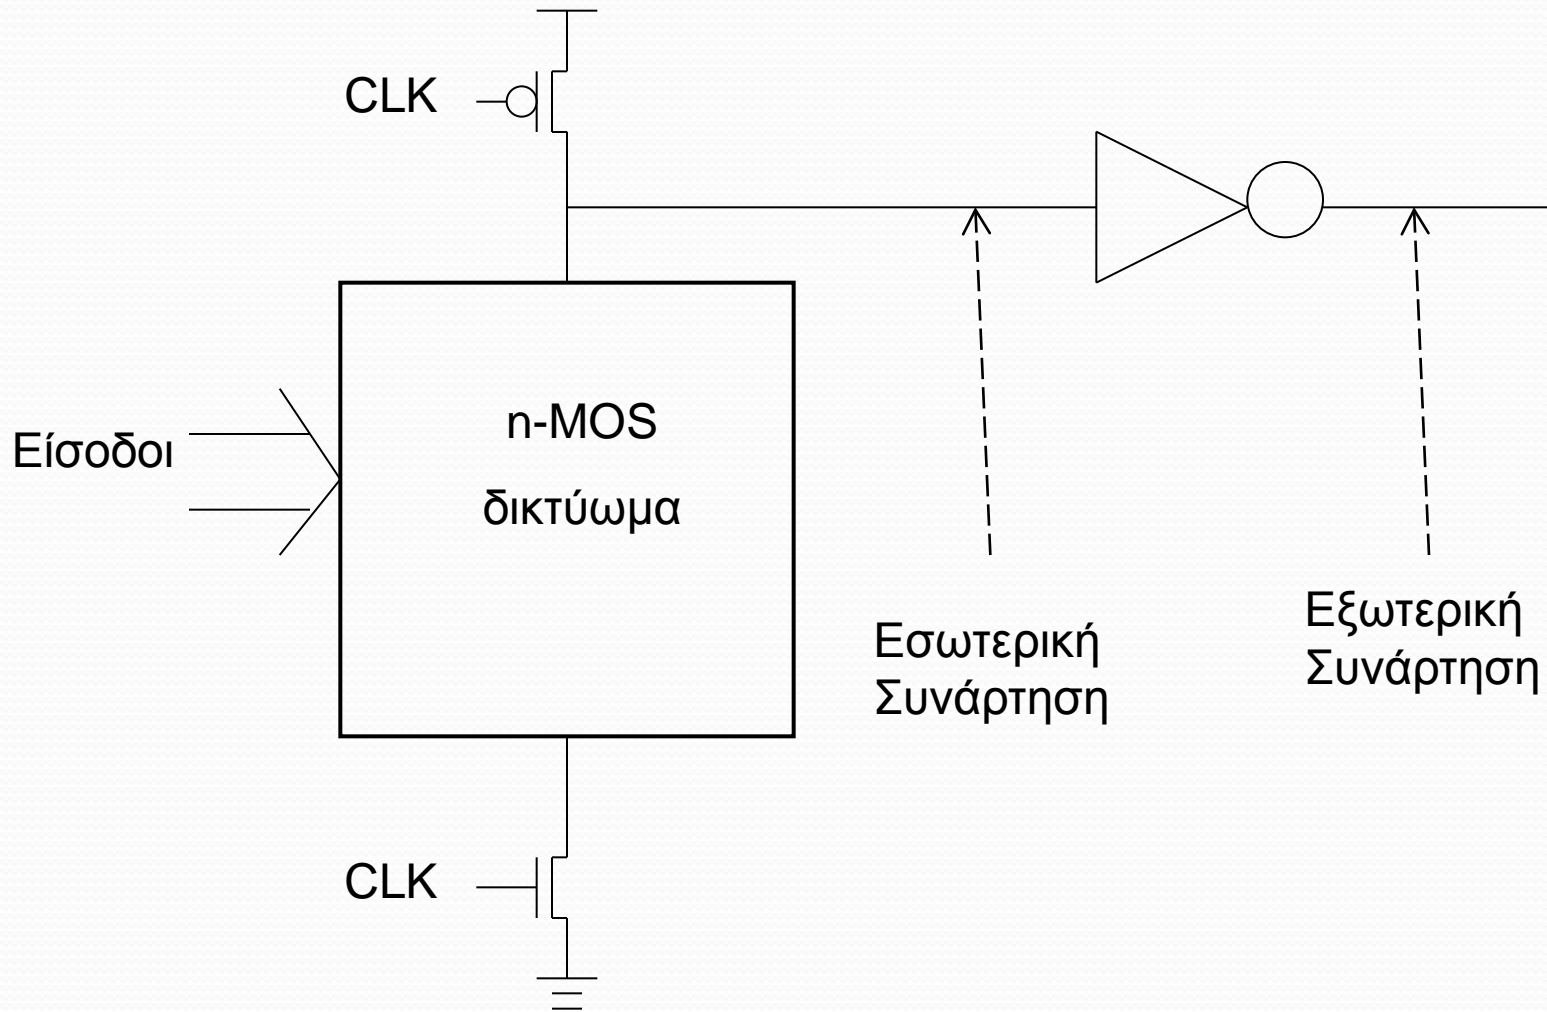 CLK
Είσοδοι
n-MOS
δικτύωμα
Εσωτερική
Συνάρτηση
Εξωτερική
Συνάρτηση
CLK